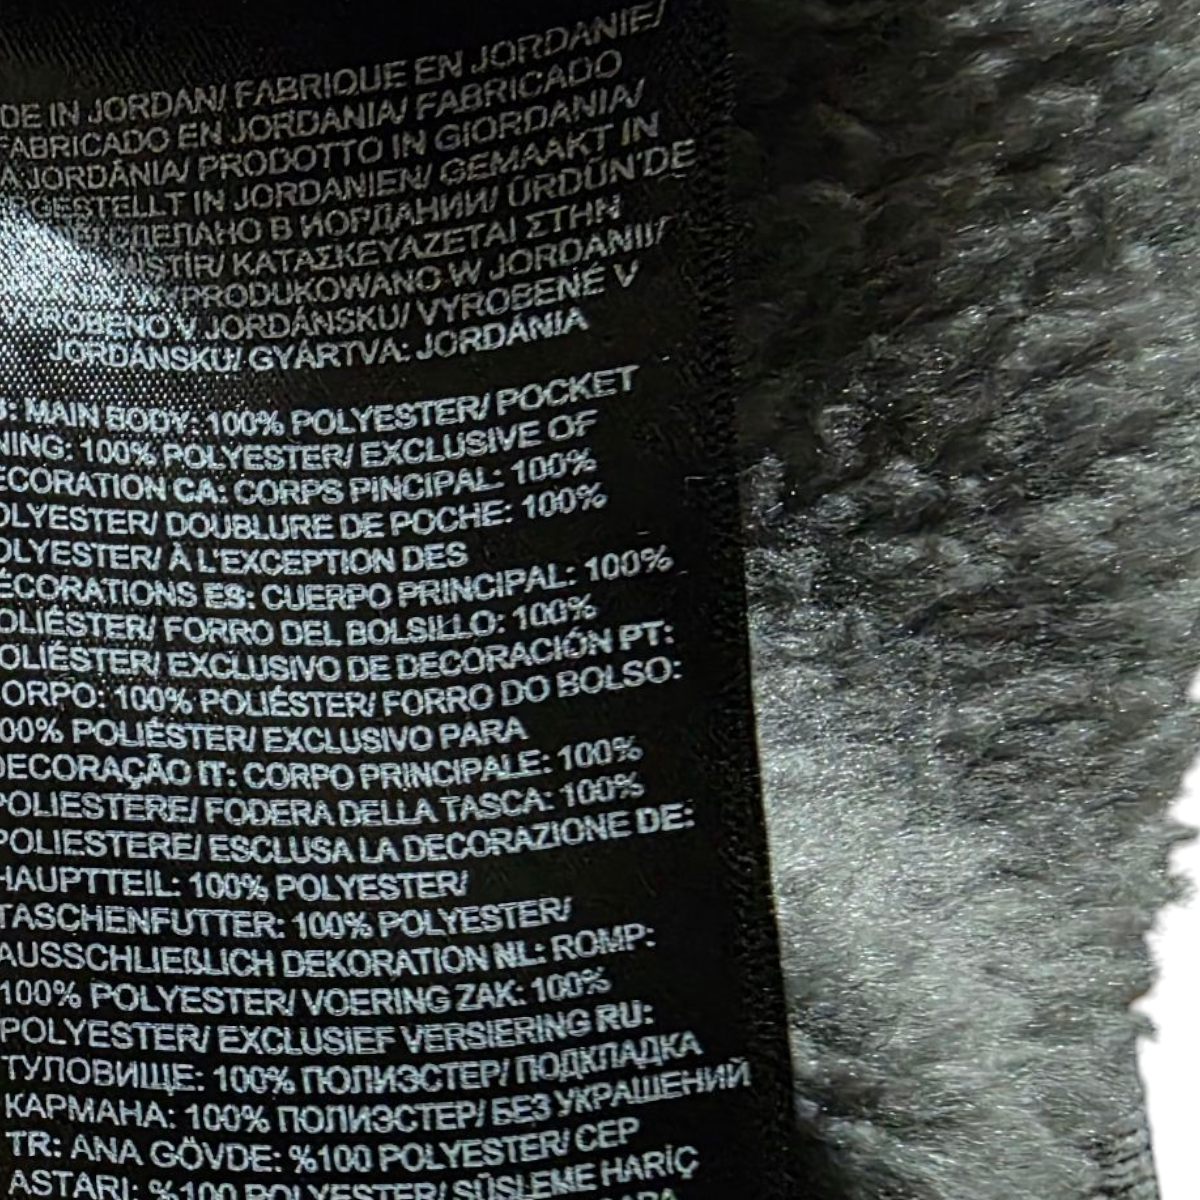 DE IN JORDAN/ FABRIQUE EN JORDANIE/
FABRICADO EN JORDANIA/ FABRICADO
A JORDÂNIA/ PRODOTTO IN GIORDANIA/
RGESTELLT IN JORDANIEN/ GEMAAKT IN
СПЕЛАНО В ИОРДАНИИ/ ÜRDÜN'DE
ΚΑΤΑΣΚΕΥΑΖΕΤΑΙ ΣΤΗΝ
WYPRODUKOWANO W JORDANII/
ROBENO V JORDÁNSKU/ VYROBENÉ V
JORDÁNSKU/ GYÁRTVA: JORDÁNIA
S: MAIN BODY: 100% POLYESTER/ POCKET
NING: 100% POLYESTER/ EXCLUSIVE OF
ECORATION CA: CORPS PINCIPAL: 100%
OLYESTER/ DOUBLURE DE POCHE: 100%
OLYESTER/ À L'EXCEPTION DES
ÉCORATIONS ES: CUERPO PRINCIPAL: 100%
OLIÉSTER/ FORRO DEL BOLSILLO: 100%
OLIÉSTER/ EXCLUSIVO DE DECORACIÓN PT:
ORPO: 100% POLIÉSTER/ FORRO DO BOLSO:
00% POLIÉSTER/ EXCLUSIVO PARA
DECORAÇÃO IT: CORPO PRINCIPALE: 100%
POLIESTERE/ FODERA DELLA TASCA: 100%
POLIESTERE/ ESCLUSA LA DECORAZIONE DE:
HAUPTTEIL: 100% POLYESTER/
TASCHENFUTTER: 100% POLYESTER/
AUSSCHLIEßLICH DEKORATION NL: ROMP:
100% POLYESTER/ VOERING ZAK: 100%
POLYESTER/ EXCLUSIEF VERSIERING RU:
ТУЛОВИЩЕ: 100% ПОЛИЭСТЕР/ ПОДКЛАДКА
КАРМАНА: 100% ПОЛИЭСТЕР/ БЕЗ УКРАШЕНИЙ
TR: ANA GÖVDE: %100 POLYESTER/ CEP
ASTARI: %100 POLYESTER/ SÜSLEME HARİÇ